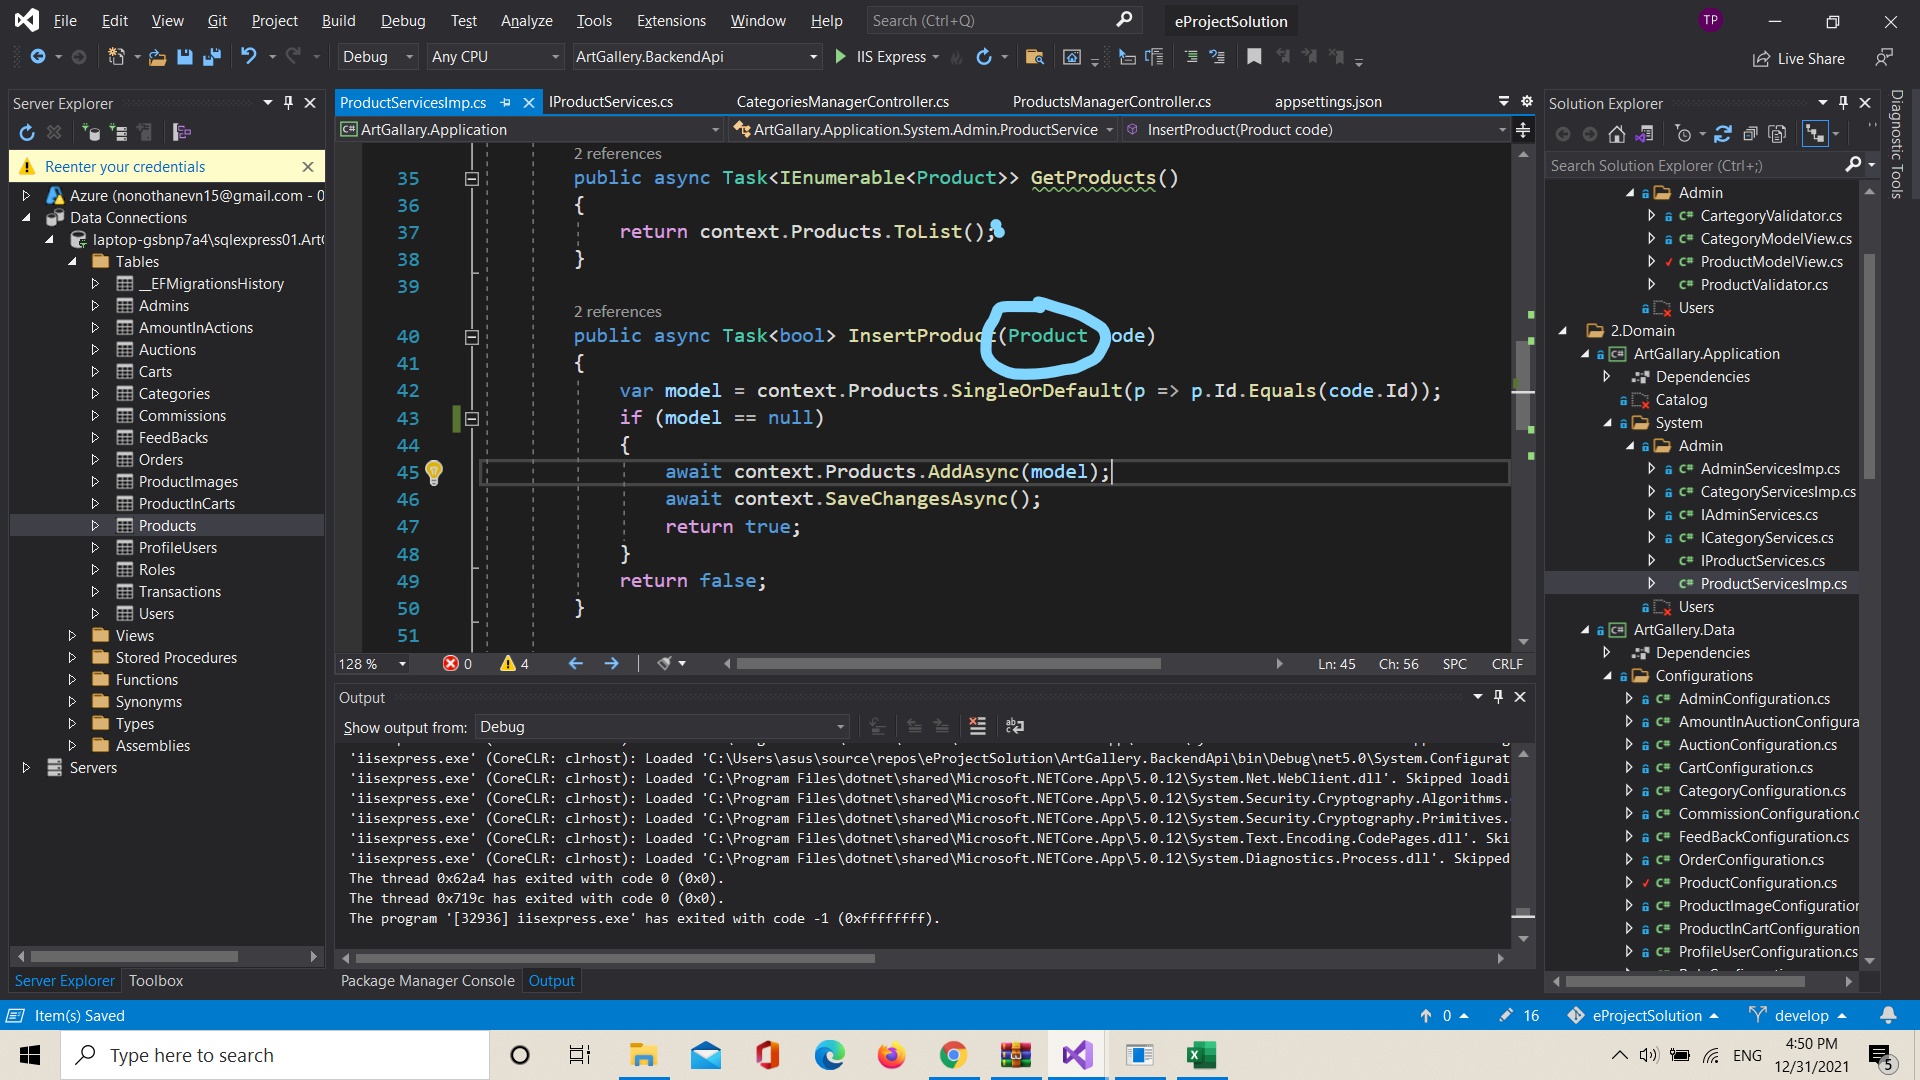 File Edit View Git Project Build Debug Test Analyze Tools Extensions Window Help Search (Ctrl+Q) eProjectSolution TP
Debug Any CPU ArtGallery.BackendApi IIS Express Live Share
Server Explorer
Reenter your credentials
Azure (nonothanevn15@gmail.com - 0
Data Connections
laptop-gsbnp7a4\sqlexpress01.Art
Tables
__EFMigrationsHistory
Admins
AmountInActions
Auctions
Carts
Categories
Commissions
FeedBacks
Orders
ProductImages
ProductInCarts
Products
ProfileUsers
Roles
Transactions
Users
Views
Stored Procedures
Functions
Synonyms
Types
Assemblies
Servers
Server Explorer Toolbox
ProductServicesImp.cs IProductServices.cs CategoriesManagerController.cs ProductsManagerController.cs appsettings.json
ArtGallary.Application ArtGallary.Application.System.Admin.ProductService InsertProduct(Product code)
2 references
35 public async Task<IEnumerable<Product>> GetProducts()
36 {
37 return context.Products.ToList();
38 }
39
2 references
40 public async Task<bool> InsertProduct(Product code)
41 {
42 var model = context.Products.SingleOrDefault(p => p.Id.Equals(code.Id));
43 if (model == null)
44 {
45 await context.Products.AddAsync(model);
46 await context.SaveChangesAsync();
47 return true;
48 }
49 return false;
50 }
51
128 % 0 4 Ln: 45 Ch: 56 SPC CRLF
Output
Show output from: Debug
'iisexpress.exe' (CoreCLR: clrhost): Loaded 'C:\Users\asus\source\repos\eProjectSolution\ArtGallery.BackendApi\bin\Debug\net5.0\System.Configurat
'iisexpress.exe' (CoreCLR: clrhost): Loaded 'C:\Program Files\dotnet\shared\Microsoft.NETCore.App\5.0.12\System.Net.WebClient.dll'. Skipped loadi
'iisexpress.exe' (CoreCLR: clrhost): Loaded 'C:\Program Files\dotnet\shared\Microsoft.NETCore.App\5.0.12\System.Security.Cryptography.Algorithms.
'iisexpress.exe' (CoreCLR: clrhost): Loaded 'C:\Program Files\dotnet\shared\Microsoft.NETCore.App\5.0.12\System.Security.Cryptography.Primitives.
'iisexpress.exe' (CoreCLR: clrhost): Loaded 'C:\Program Files\dotnet\shared\Microsoft.NETCore.App\5.0.12\System.Text.Encoding.CodePages.dll'. Ski
'iisexpress.exe' (CoreCLR: clrhost): Loaded 'C:\Program Files\dotnet\shared\Microsoft.NETCore.App\5.0.12\System.Diagnostics.Process.dll'. Skipped
The thread 0x62a4 has exited with code 0 (0x0).
The thread 0x719c has exited with code 0 (0x0).
The program '[32936] iisexpress.exe' has exited with code -1 (0xffffffff).
Package Manager Console Output
Solution Explorer
Search Solution Explorer (Ctrl+;)
Admin
CartegoryValidator.cs
CategoryModelView.cs
ProductModelView.cs
ProductValidator.cs
Users
2.Domain
ArtGallary.Application
Dependencies
Catalog
System
Admin
AdminServicesImp.cs
CategoryServicesImp.cs
IAdminServices.cs
ICategoryServices.cs
IProductServices.cs
ProductServicesImp.cs
Users
ArtGallery.Data
Dependencies
Configurations
AdminConfiguration.cs
AmountInAuctionConfigura
AuctionConfiguration.cs
CartConfiguration.cs
CategoryConfiguration.cs
CommissionConfiguration.c
FeedBackConfiguration.cs
OrderConfiguration.cs
ProductConfiguration.cs
ProductImageConfiguration
ProductInCartConfiguration
ProfileUserConfiguration.cs
Diagnostic Tools
Item(s) Saved 0 16 eProjectSolution develop
Type here to search ENG 4:50 PM
12/31/2021 5